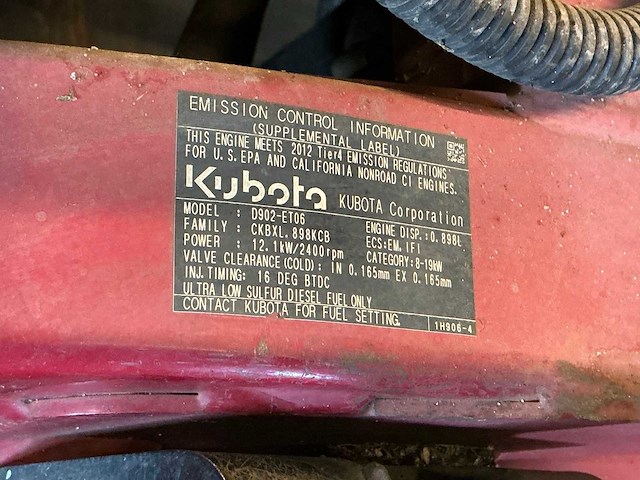 EMISSION CONTROL INFORMATION
(SUPPLEMENTAL LABEL)
THIS ENGINE MEETS 2012 Tier4 EMISSION REGULATIONS
FOR U.S.EPA AND CALIFORNIA NONROAD CI ENGINES.
Kubota KUBOTA Corporation
MODEL : D902-ET06 ENGINE DISP.:0.898L
FAMILY : CKBXL.898KCB ECS:EM,IFI
POWER : 12.1kW/2400rpm CATEGORY:8-19kW
VALVE CLEARANCE(COLD): IN 0.165mm EX 0.165mm
INJ.TIMING: 16 DEG BTDC
ULTRA LOW SULFUR DIESEL FUEL ONLY
CONTACT KUBOTA FOR FUEL SETTING.
1H906-4